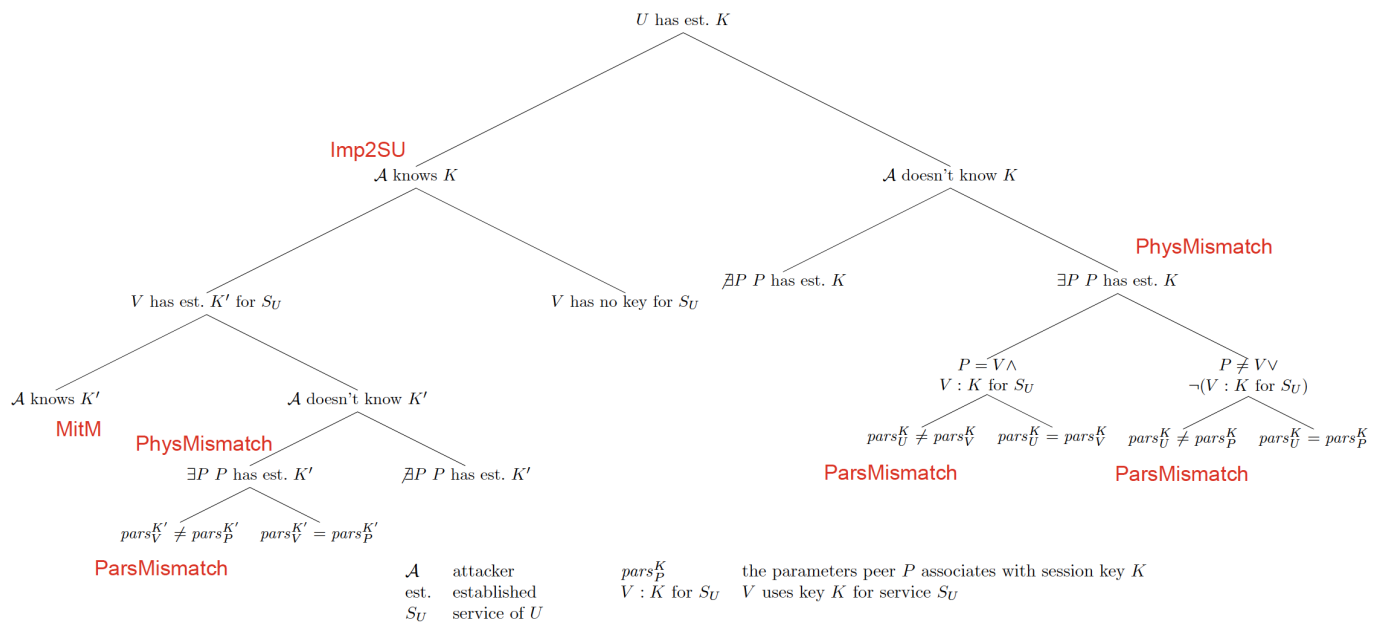 U has est. K
Imp2SU
𝒜 knows K
𝒜 doesn't know K
PhysMismatch
V has est. K′ for S_U
V has no key for S_U
∄P P has est. K
∃P P has est. K
P = V∧
V : K for S_U
P ≠ V∨
¬(V : K for S_U)
𝒜 knows K′
𝒜 doesn't know K′
MitM
PhysMismatch
pars_U^K ≠ pars_V^K
pars_U^K = pars_V^K
pars_U^K ≠ pars_P^K
pars_U^K = pars_P^K
ParsMismatch
ParsMismatch
∃P P has est. K′
∄P P has est. K′
pars_V^K′ ≠ pars_P^K′
pars_V^K′ = pars_P^K′
ParsMismatch
𝒜 attacker pars_P^K the parameters peer P associates with session key K
est. established V : K for S_U V uses key K for service S_U
S_U service of U